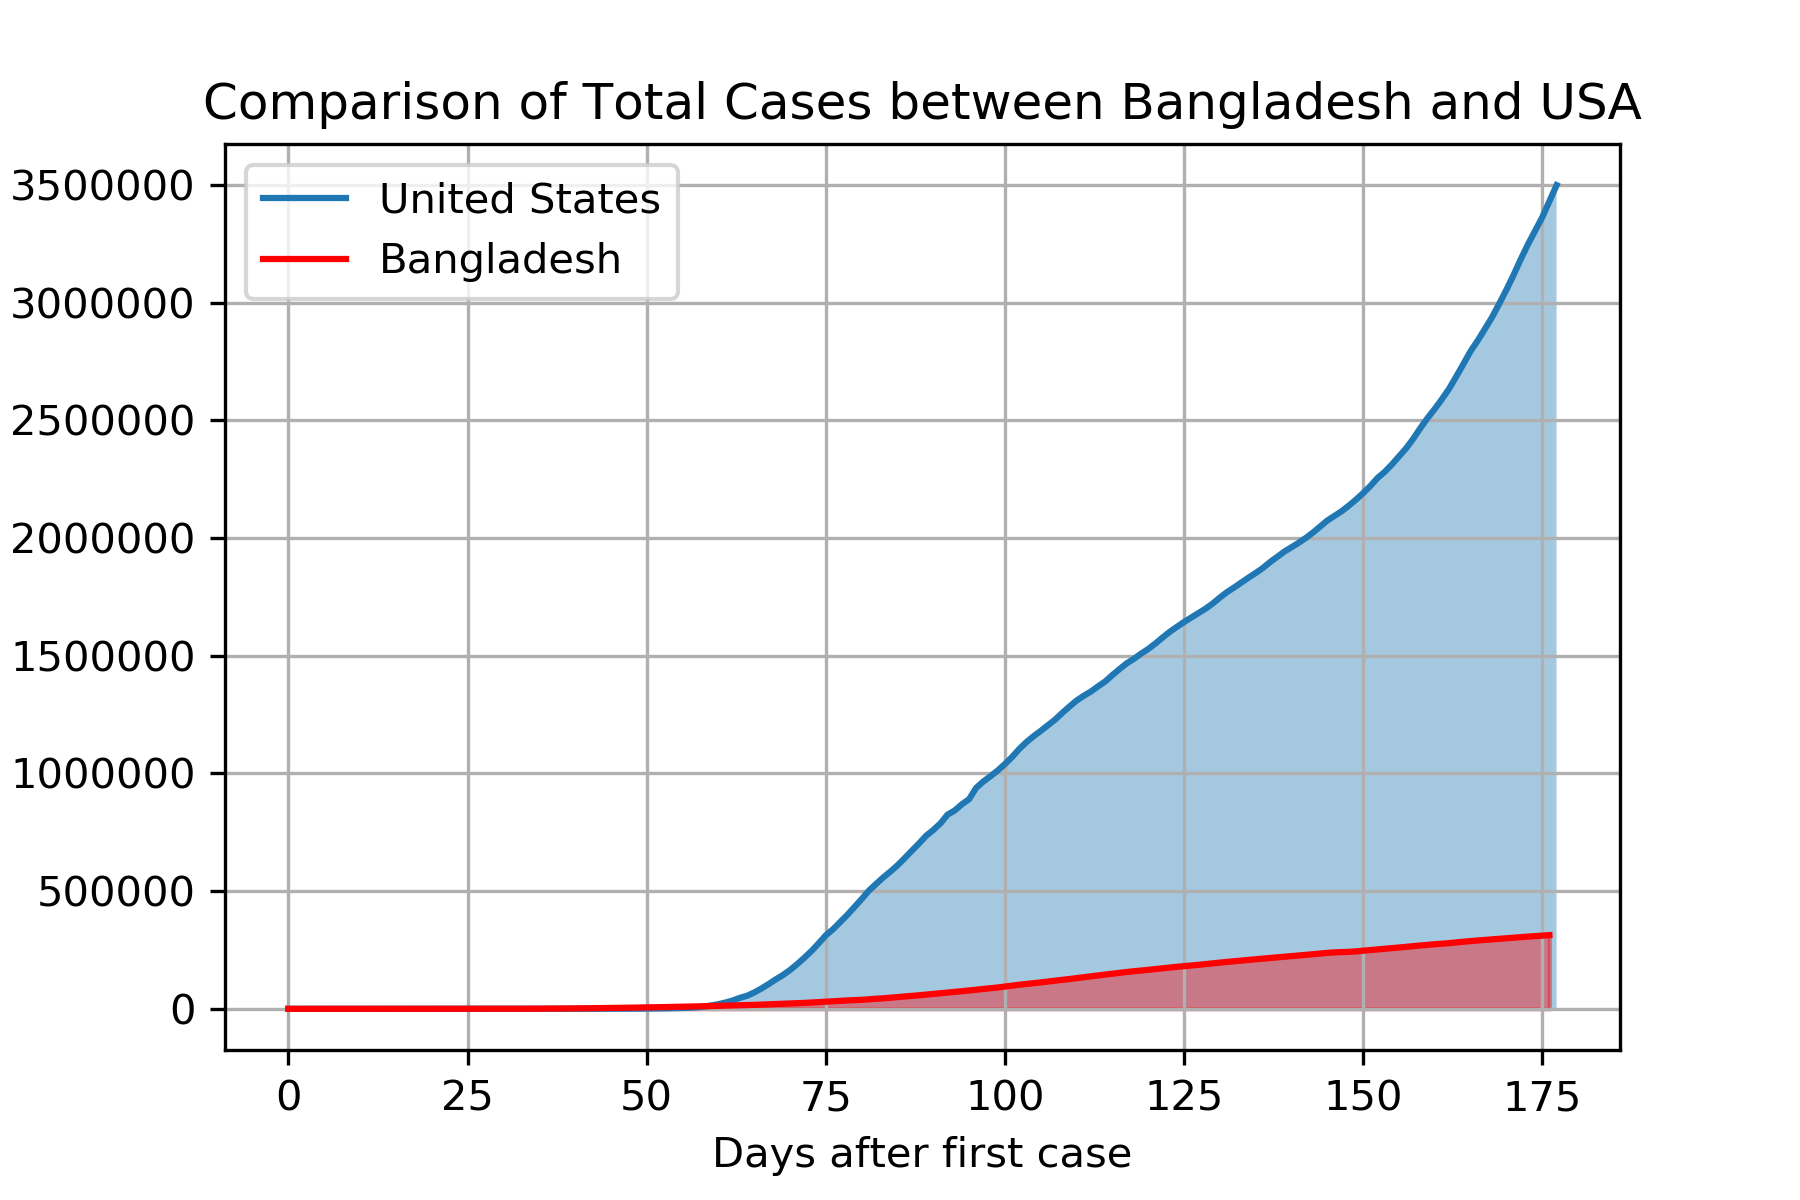 Comparison of Total Cases between Bangladesh and USA
United States
Bangladesh
3500000
3000000
2500000
2000000
1500000
1000000
500000
0
0 25 50 75 100 125 150 175
Days after first case